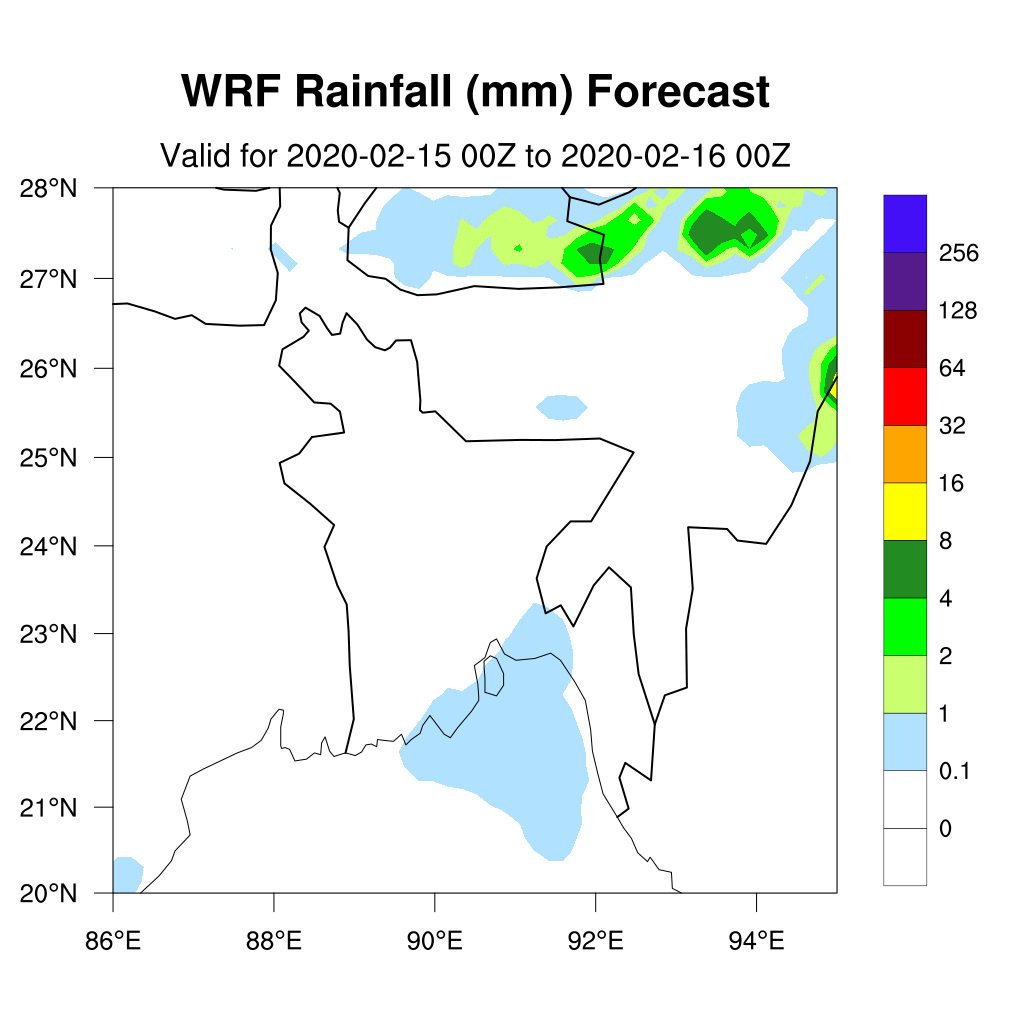 WRF Rainfall (mm) Forecast
Valid for 2020-02-15 00Z to 2020-02-16 00Z
28°N
27°N
26°N
25°N
24°N
23°N
22°N
21°N
20°N
86°E 88°E 90°E 92°E 94°E
256
128
64
32
16
8
4
2
1
0.1
0